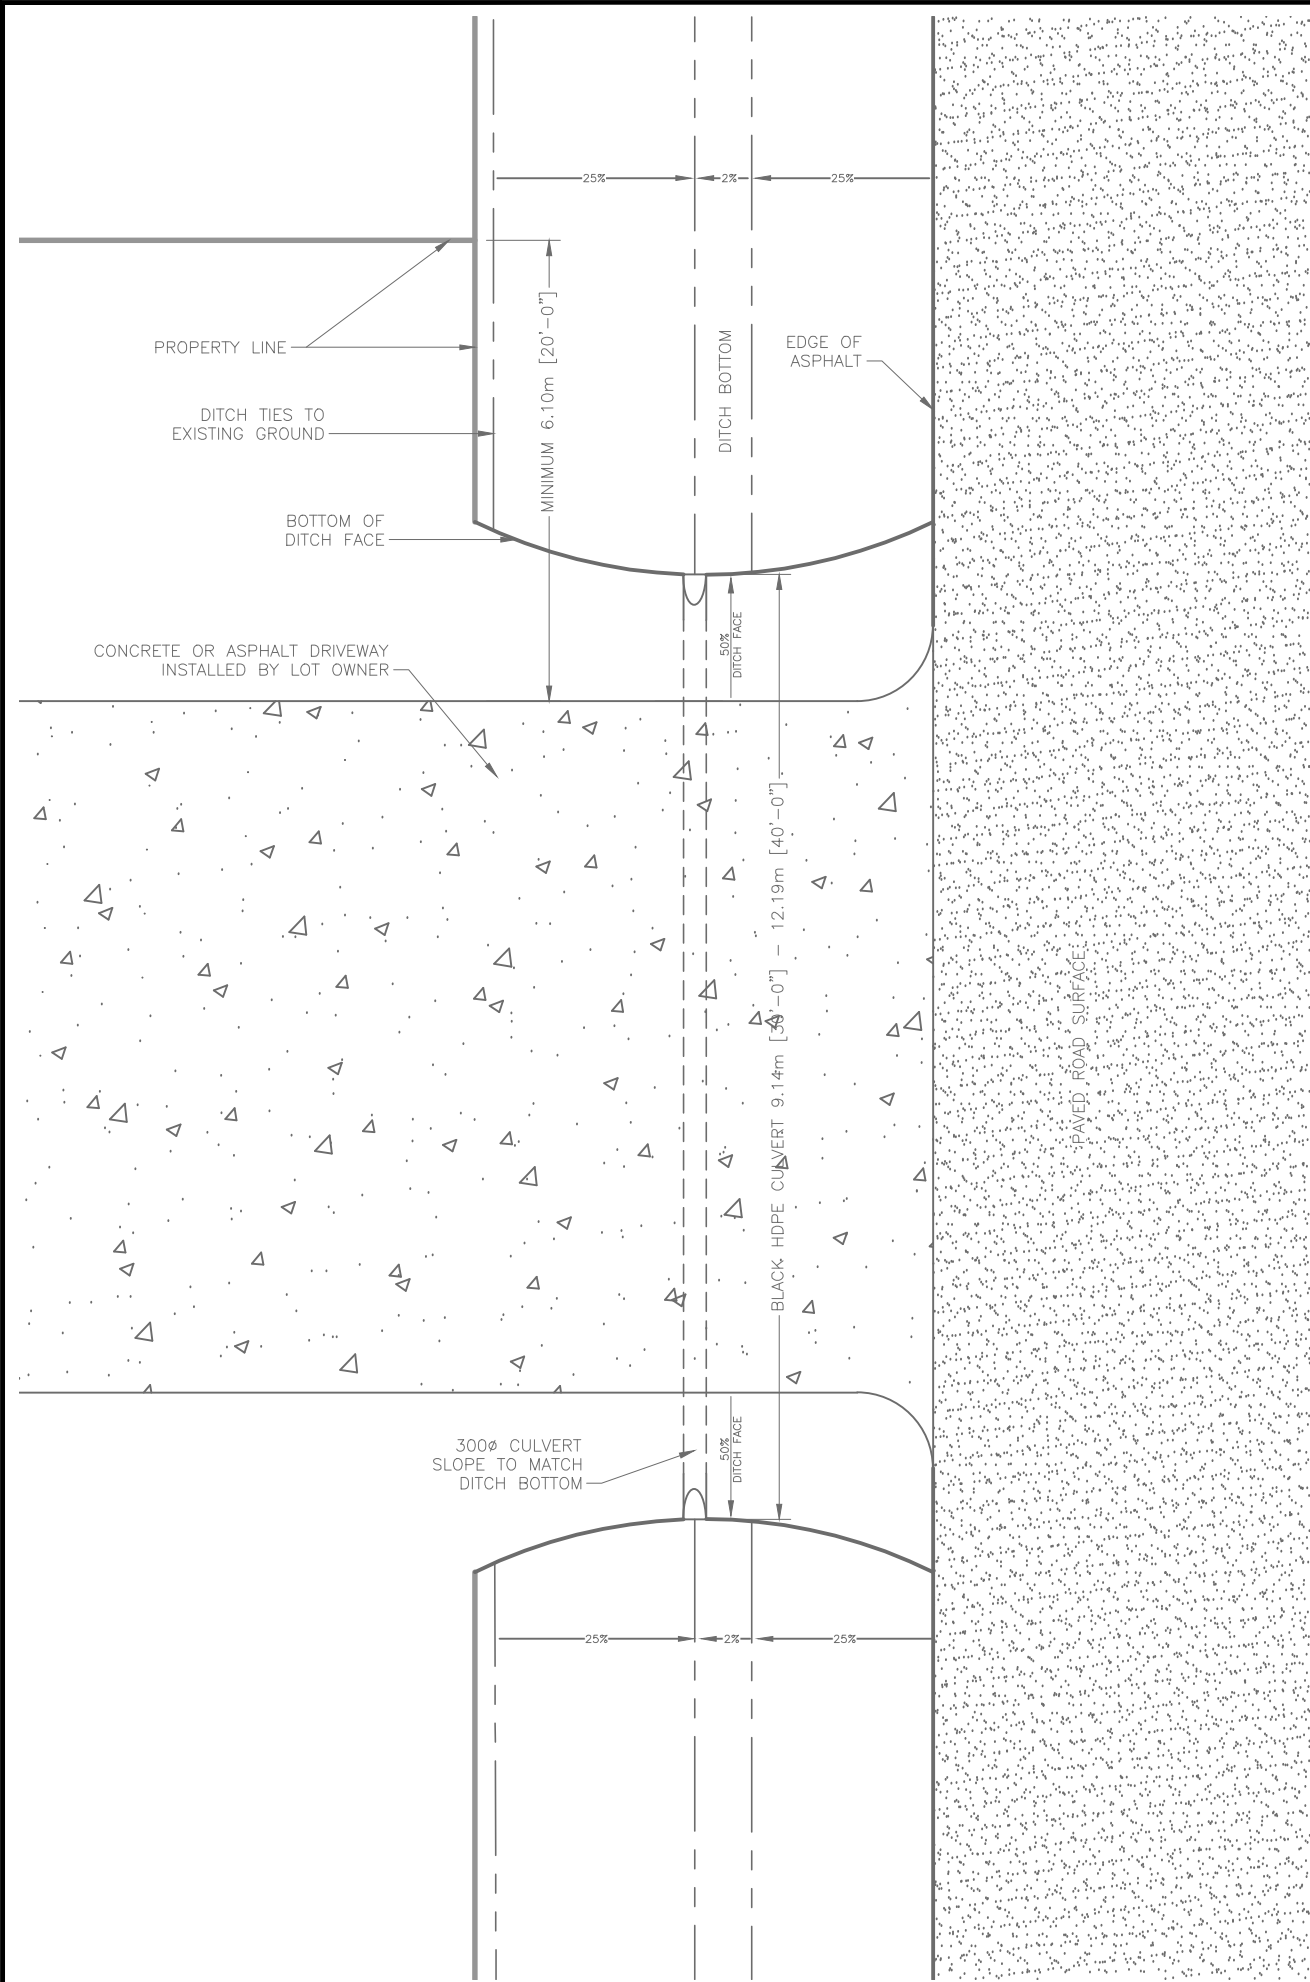 25%
2%
25%
PROPERTY LINE
MINIMUM 6.10m [20'-0"]
DITCH BOTTOM
EDGE OF
ASPHALT
DITCH TIES TO
EXISTING GROUND
BOTTOM OF
DITCH FACE
50%
DITCH FACE
CONCRETE OR ASPHALT DRIVEWAY
INSTALLED BY LOT OWNER
BLACK HDPE CULVERT 9.14m [30'-0"] - 12.19m [40'-0"]
PAVED ROAD SURFACE
50%
DITCH FACE
300ø CULVERT
SLOPE TO MATCH
DITCH BOTTOM
25%
2%
25%